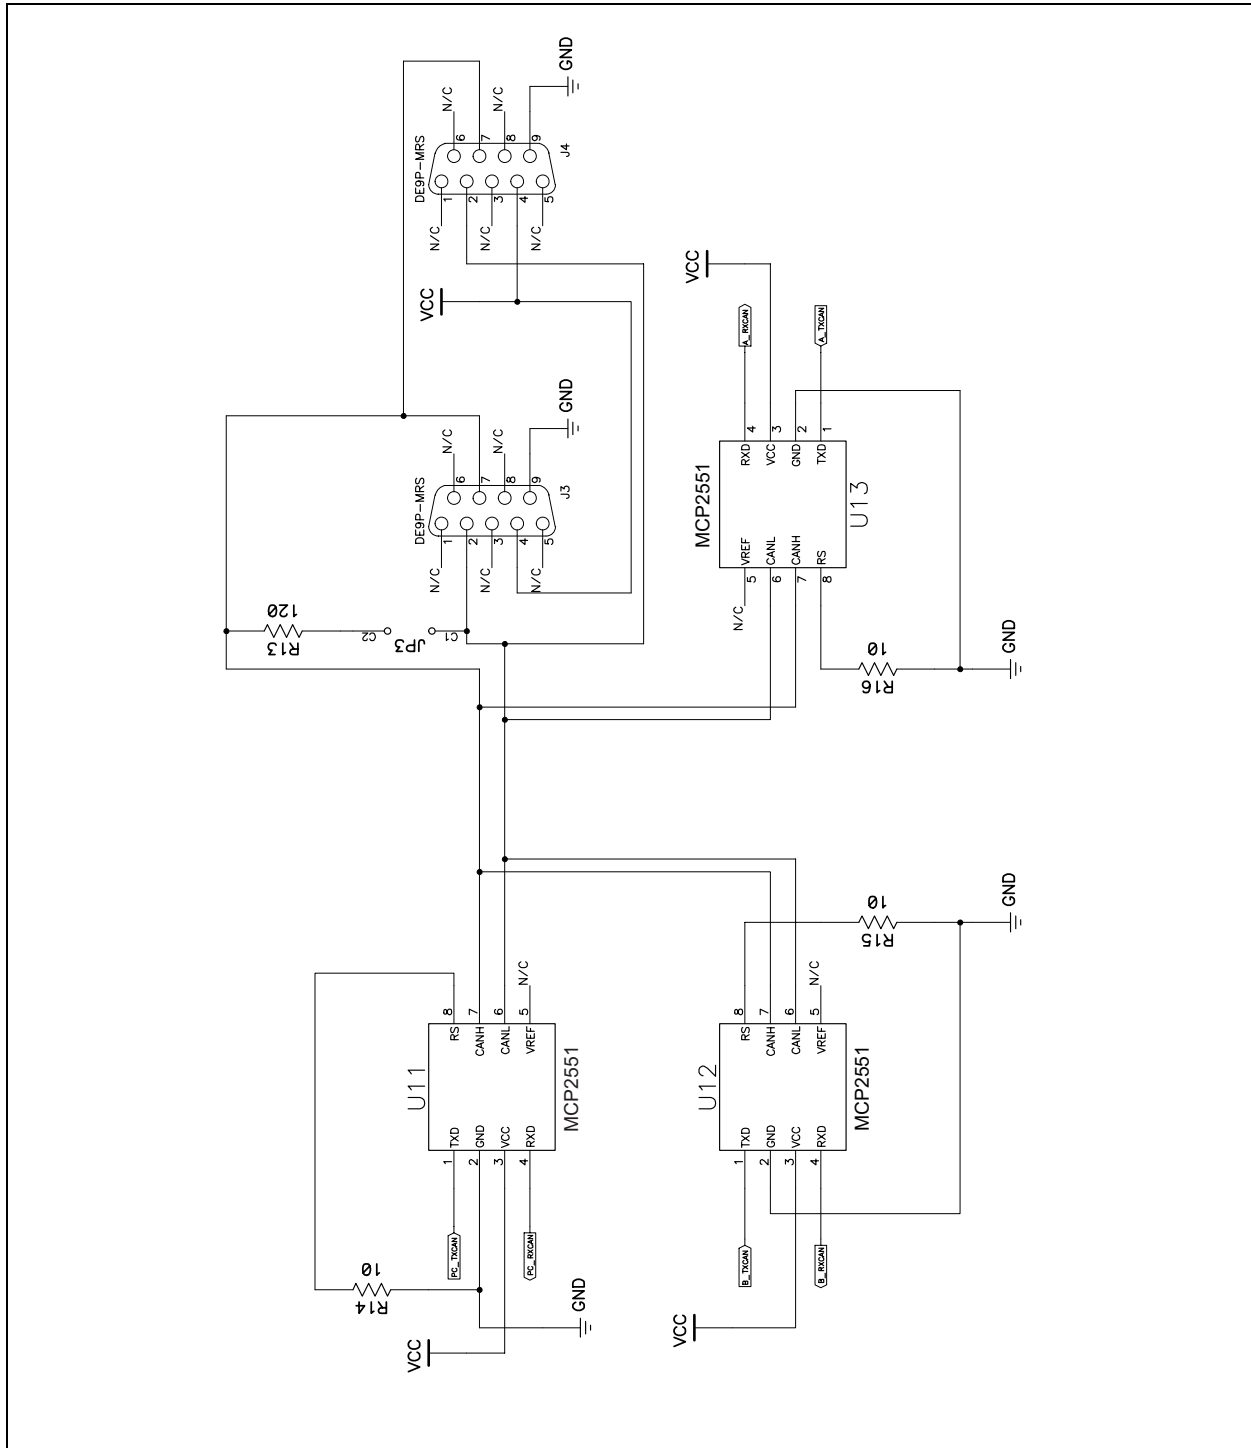 GND
N/C
N/C
6
7
8
9
DE9P-MRS
J4
1
2
3
4
5
N/C
N/C
N/C
VCC
VCC
A_RXCAN
A_TXCAN
GND
N/C
N/C
6
7
8
9
DE9P-MRS
J3
1
2
3
4
5
N/C
N/C
N/C
4
3
2
1
RXD
VCC
GND
TXD
MCP2551
U13
VREF
CANL
CANH
RS
5
6
7
8
N/C
120
R13
C2
JP3
C1
10
R16
GND
10
R15
GND
N/C
8
7
6
5
RS
CANH
CANL
VREF
U11
MCP2551
TXD
GND
VCC
RXD
1
2
3
4
PC_TXCAN
PC_RXCAN
10
R14
GND
VCC
N/C
8
7
6
5
RS
CANH
CANL
VREF
U12
MCP2551
TXD
GND
VCC
RXD
1
2
3
4
B_TXCAN
B_RXCAN
VCC